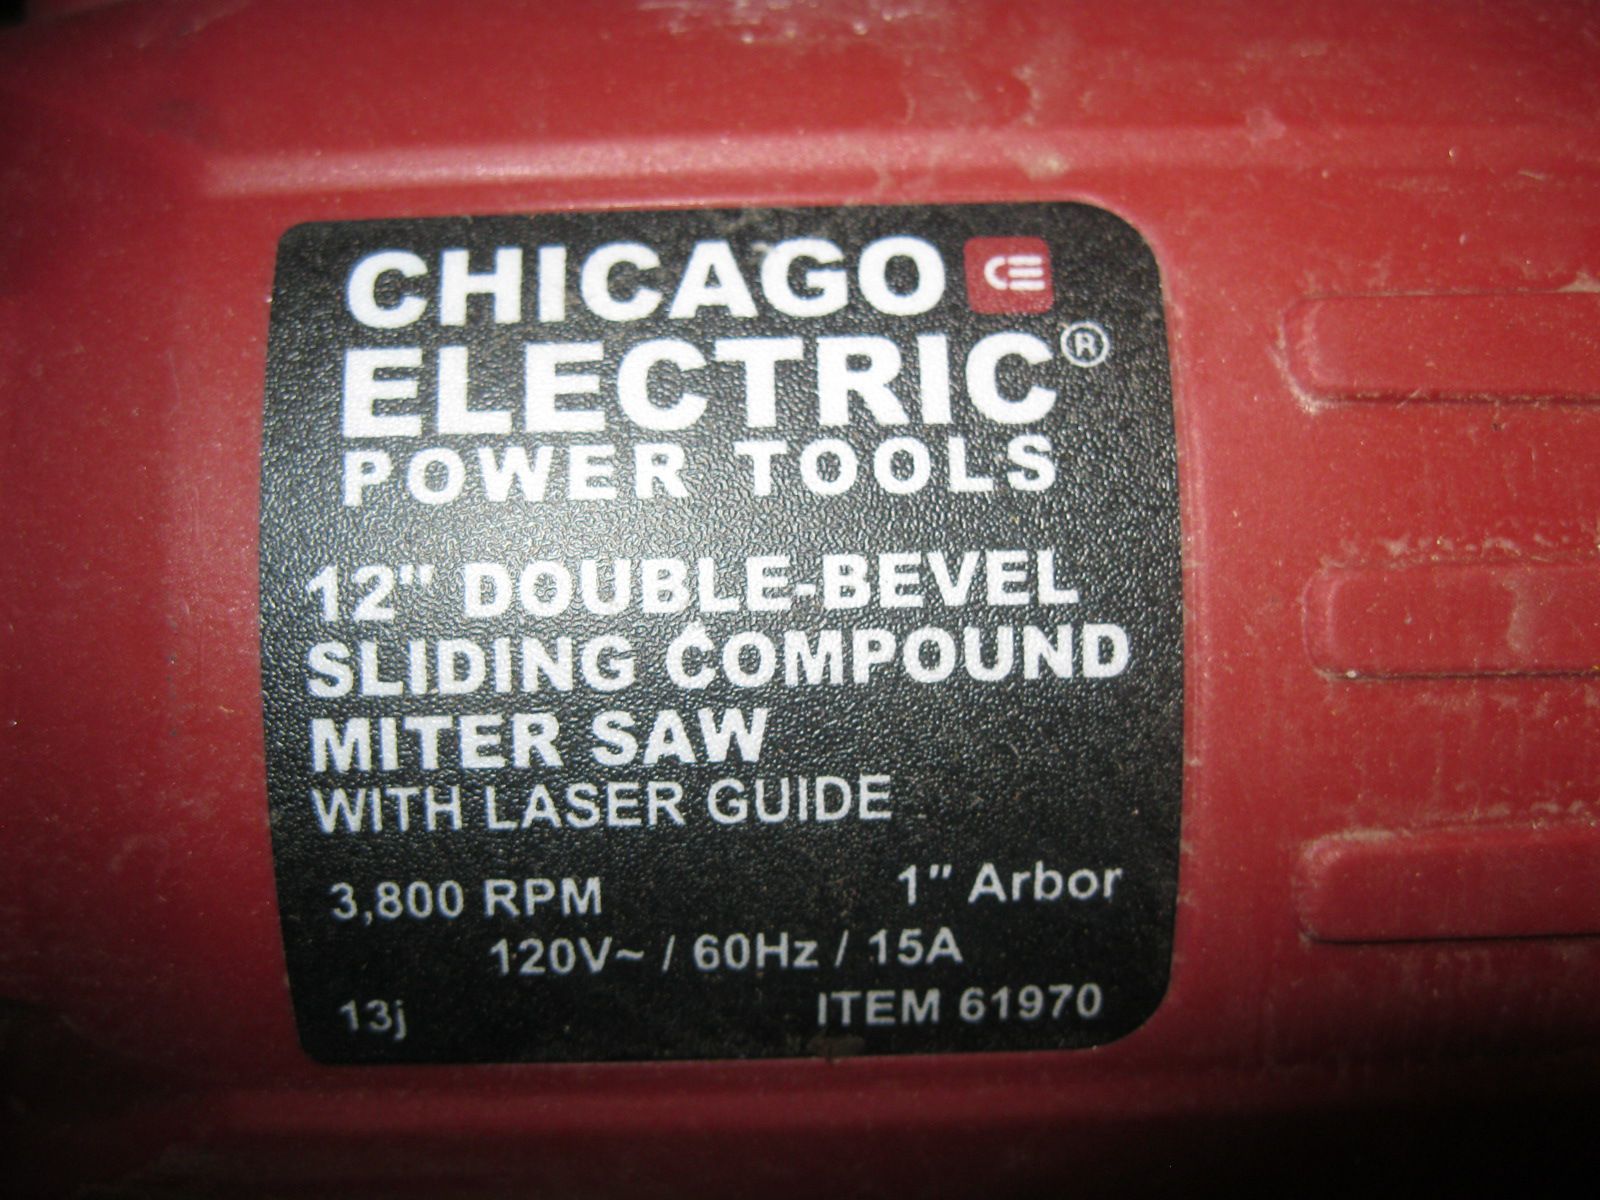 CHICAGO CE
ELECTRIC®
POWER TOOLS
12" DOUBLE-BEVEL
SLIDING COMPOUND
MITER SAW
WITH LASER GUIDE
3,800 RPM 1" Arbor
120V~ / 60Hz / 15A
13j ITEM 61970